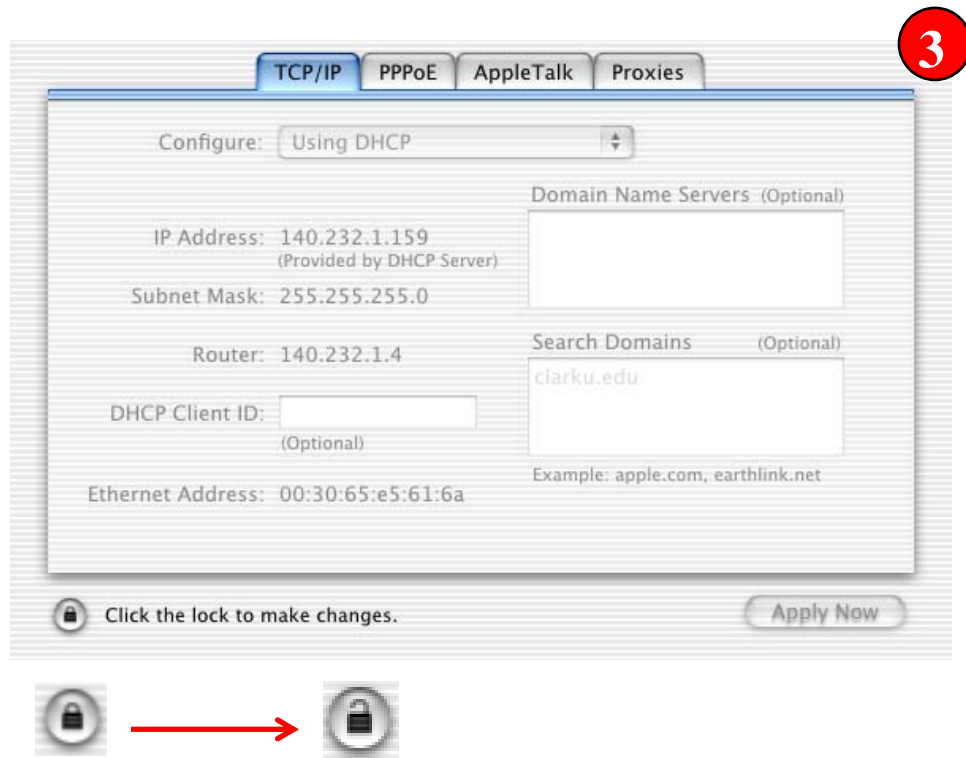 3
TCP/IP PPPoE AppleTalk Proxies
Configure: Using DHCP
Domain Name Servers (Optional)
IP Address: 140.232.1.159
(Provided by DHCP Server)
Subnet Mask: 255.255.255.0
Search Domains (Optional)
Router: 140.232.1.4
clarku.edu
DHCP Client ID:
(Optional)
Example: apple.com, earthlink.net
Ethernet Address: 00:30:65:e5:61:6a
Click the lock to make changes.
Apply Now